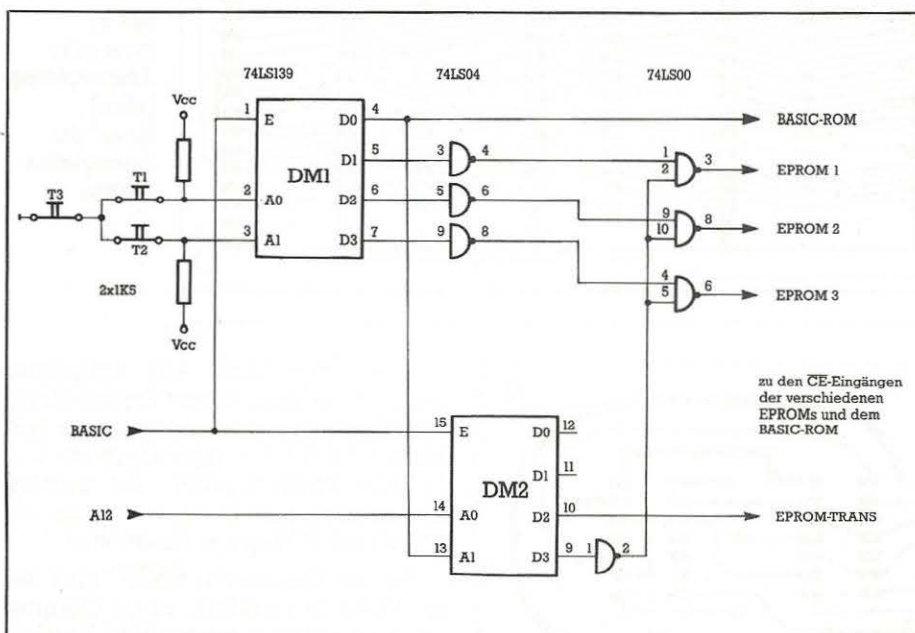 74LS139
74LS04
74LS00
Vcc
1
E
D0
4
BASIC-ROM
D1
5
3
4
1
2
3
EPROM 1
T3
T1
2
A0
DM1
D2
6
5
6
9
10
8
EPROM 2
T2
3
A1
D3
7
9
8
4
5
6
EPROM 3
2x1K5
Vcc
zu den CE-Eingängen
der verschiedenen
EPROMs und dem
BASIC-ROM
BASIC
15
E
D0
12
D1
11
DM2
A12
14
A0
D2
10
EPROM-TRANS
13
A1
D3
9
1
2